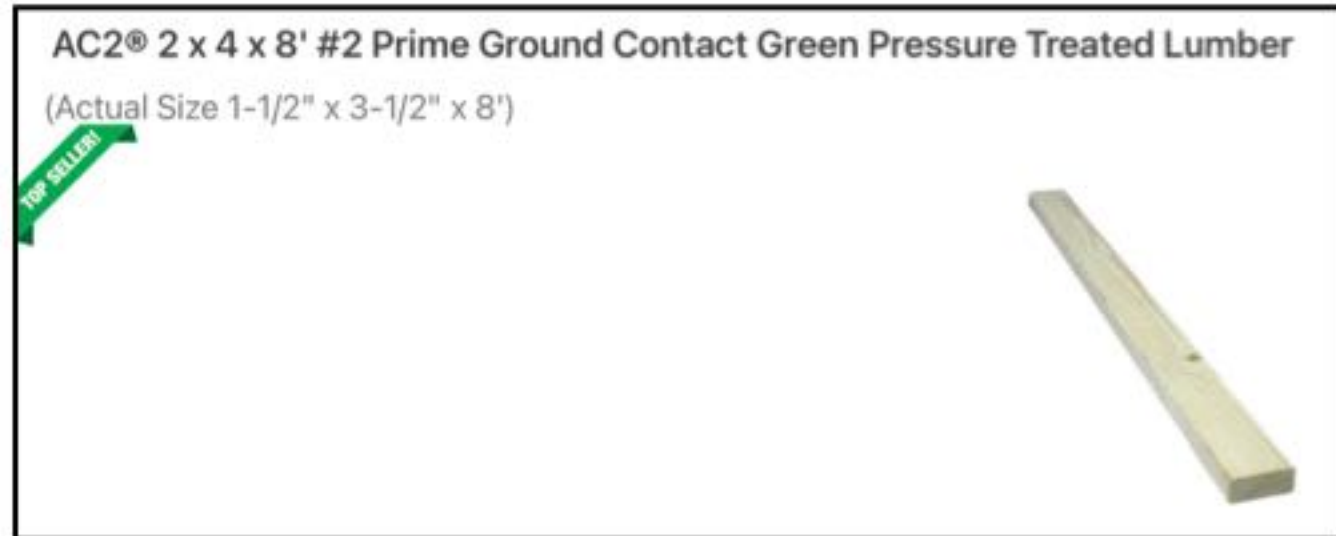 AC2® 2 x 4 x 8' #2 Prime Ground Contact Green Pressure Treated Lumber
(Actual Size 1-1/2" x 3-1/2" x 8')
TOP SELLER!